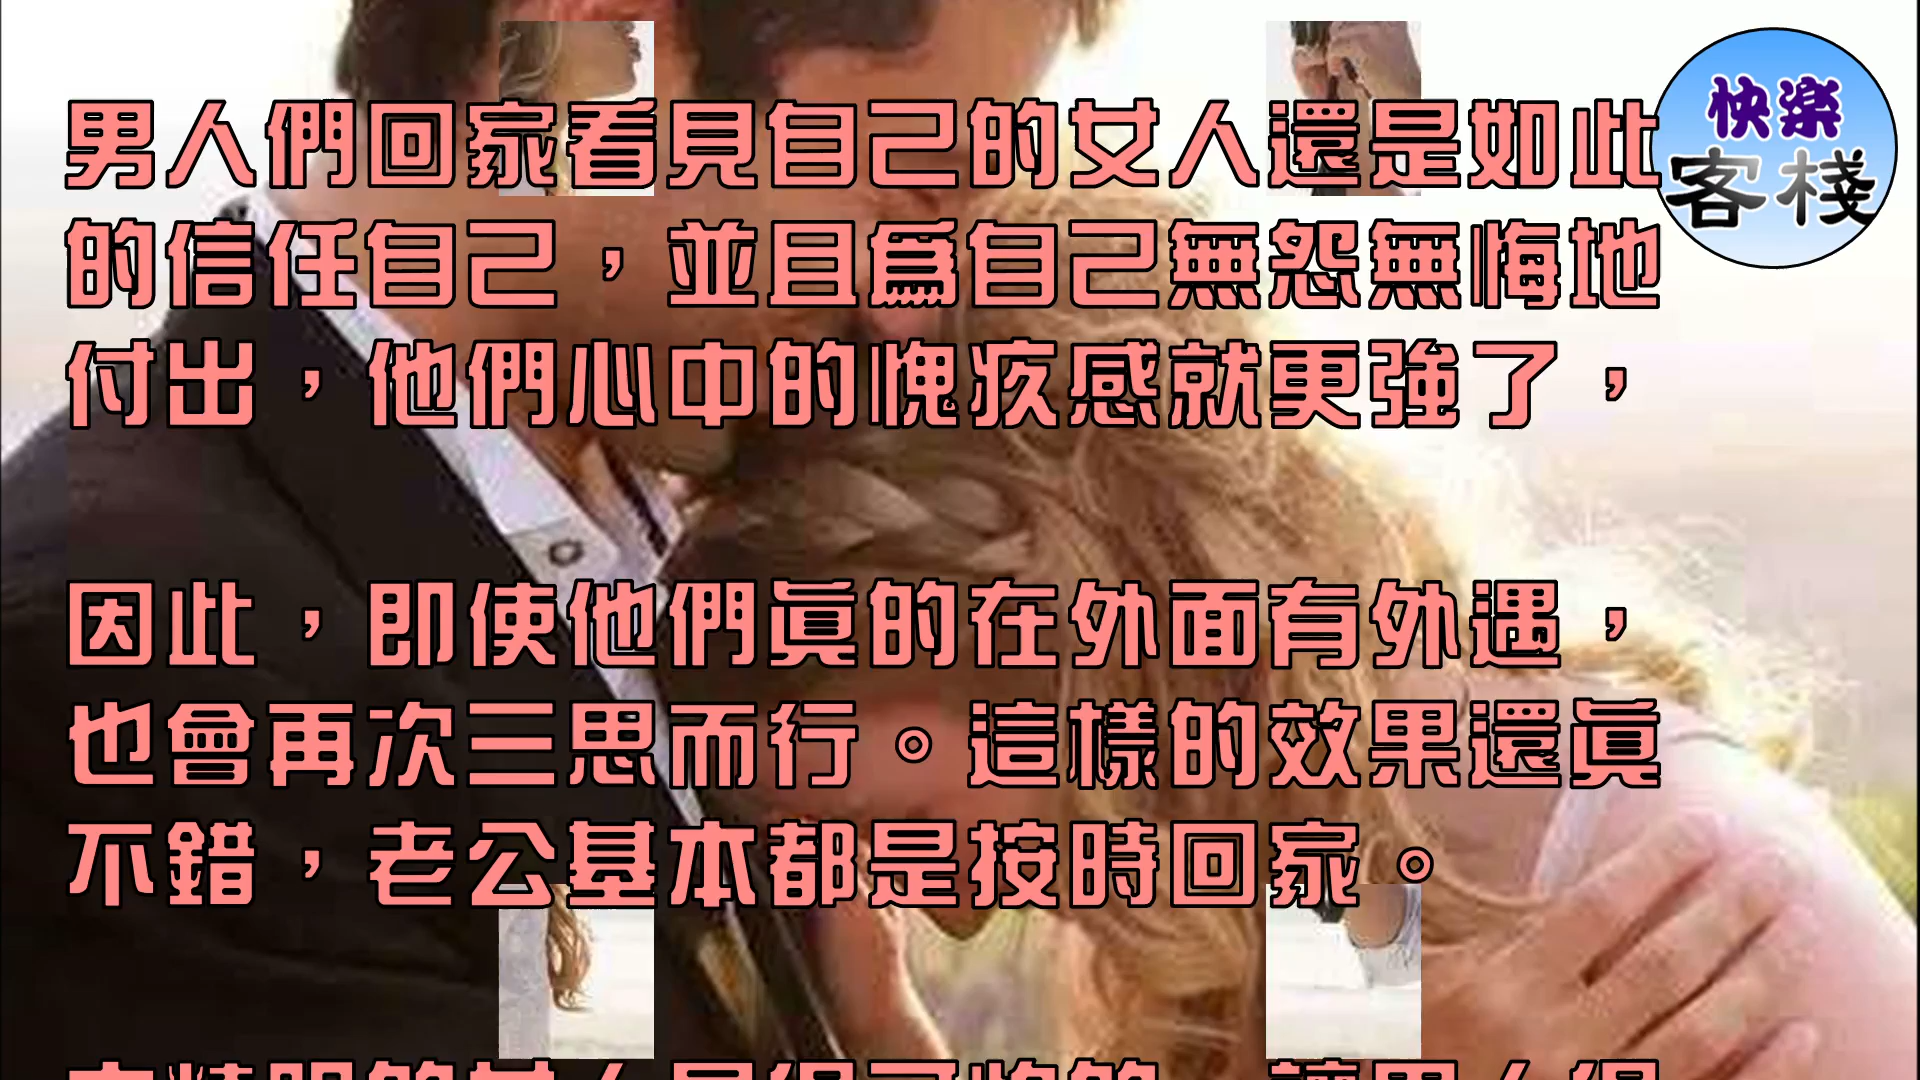 男人們回家看見自己的女人還是如此
的信任自己，並且為自己無怨無悔地
付出，他們心中的愧疚感就更強了，
因此，即使他們真的在外面有外遇，
也會再次三思而行。這樣的效果還真
不錯，老公基本都是按時回家。
快樂
客棧